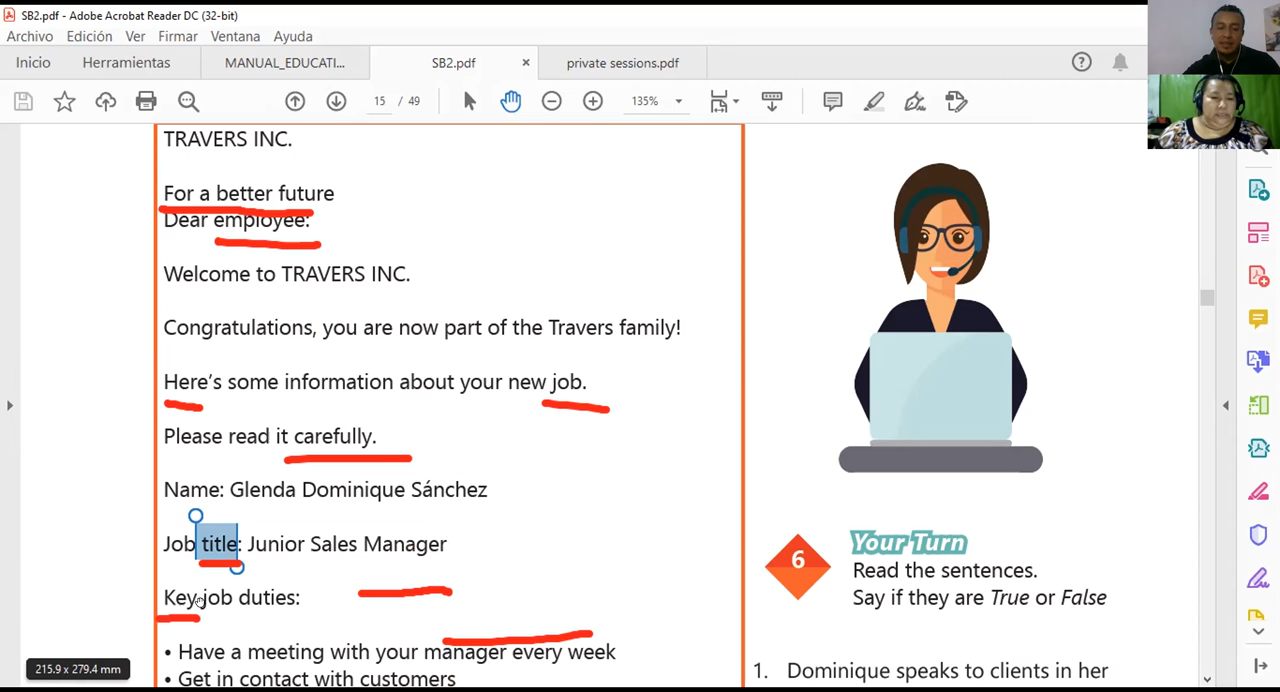 SB2.pdf - Adobe Acrobat Reader DC (32-bit)
Archivo Edición Ver Firmar Ventana Ayuda
Inicio Herramientas MANUAL_EDUCATI... SB2.pdf × private sessions.pdf
15 / 49 135%
TRAVERS INC.
For a better future
Dear employee:
Welcome to TRAVERS INC.
Congratulations, you are now part of the Travers family!
Here's some information about your new job.
Please read it carefully.
Name: Glenda Dominique Sánchez
Job title: Junior Sales Manager
Key job duties:
• Have a meeting with your manager every week
• Get in contact with customers
215.9 x 279.4 mm
6 Your Turn
Read the sentences.
Say if they are True or False
1. Dominique speaks to clients in her